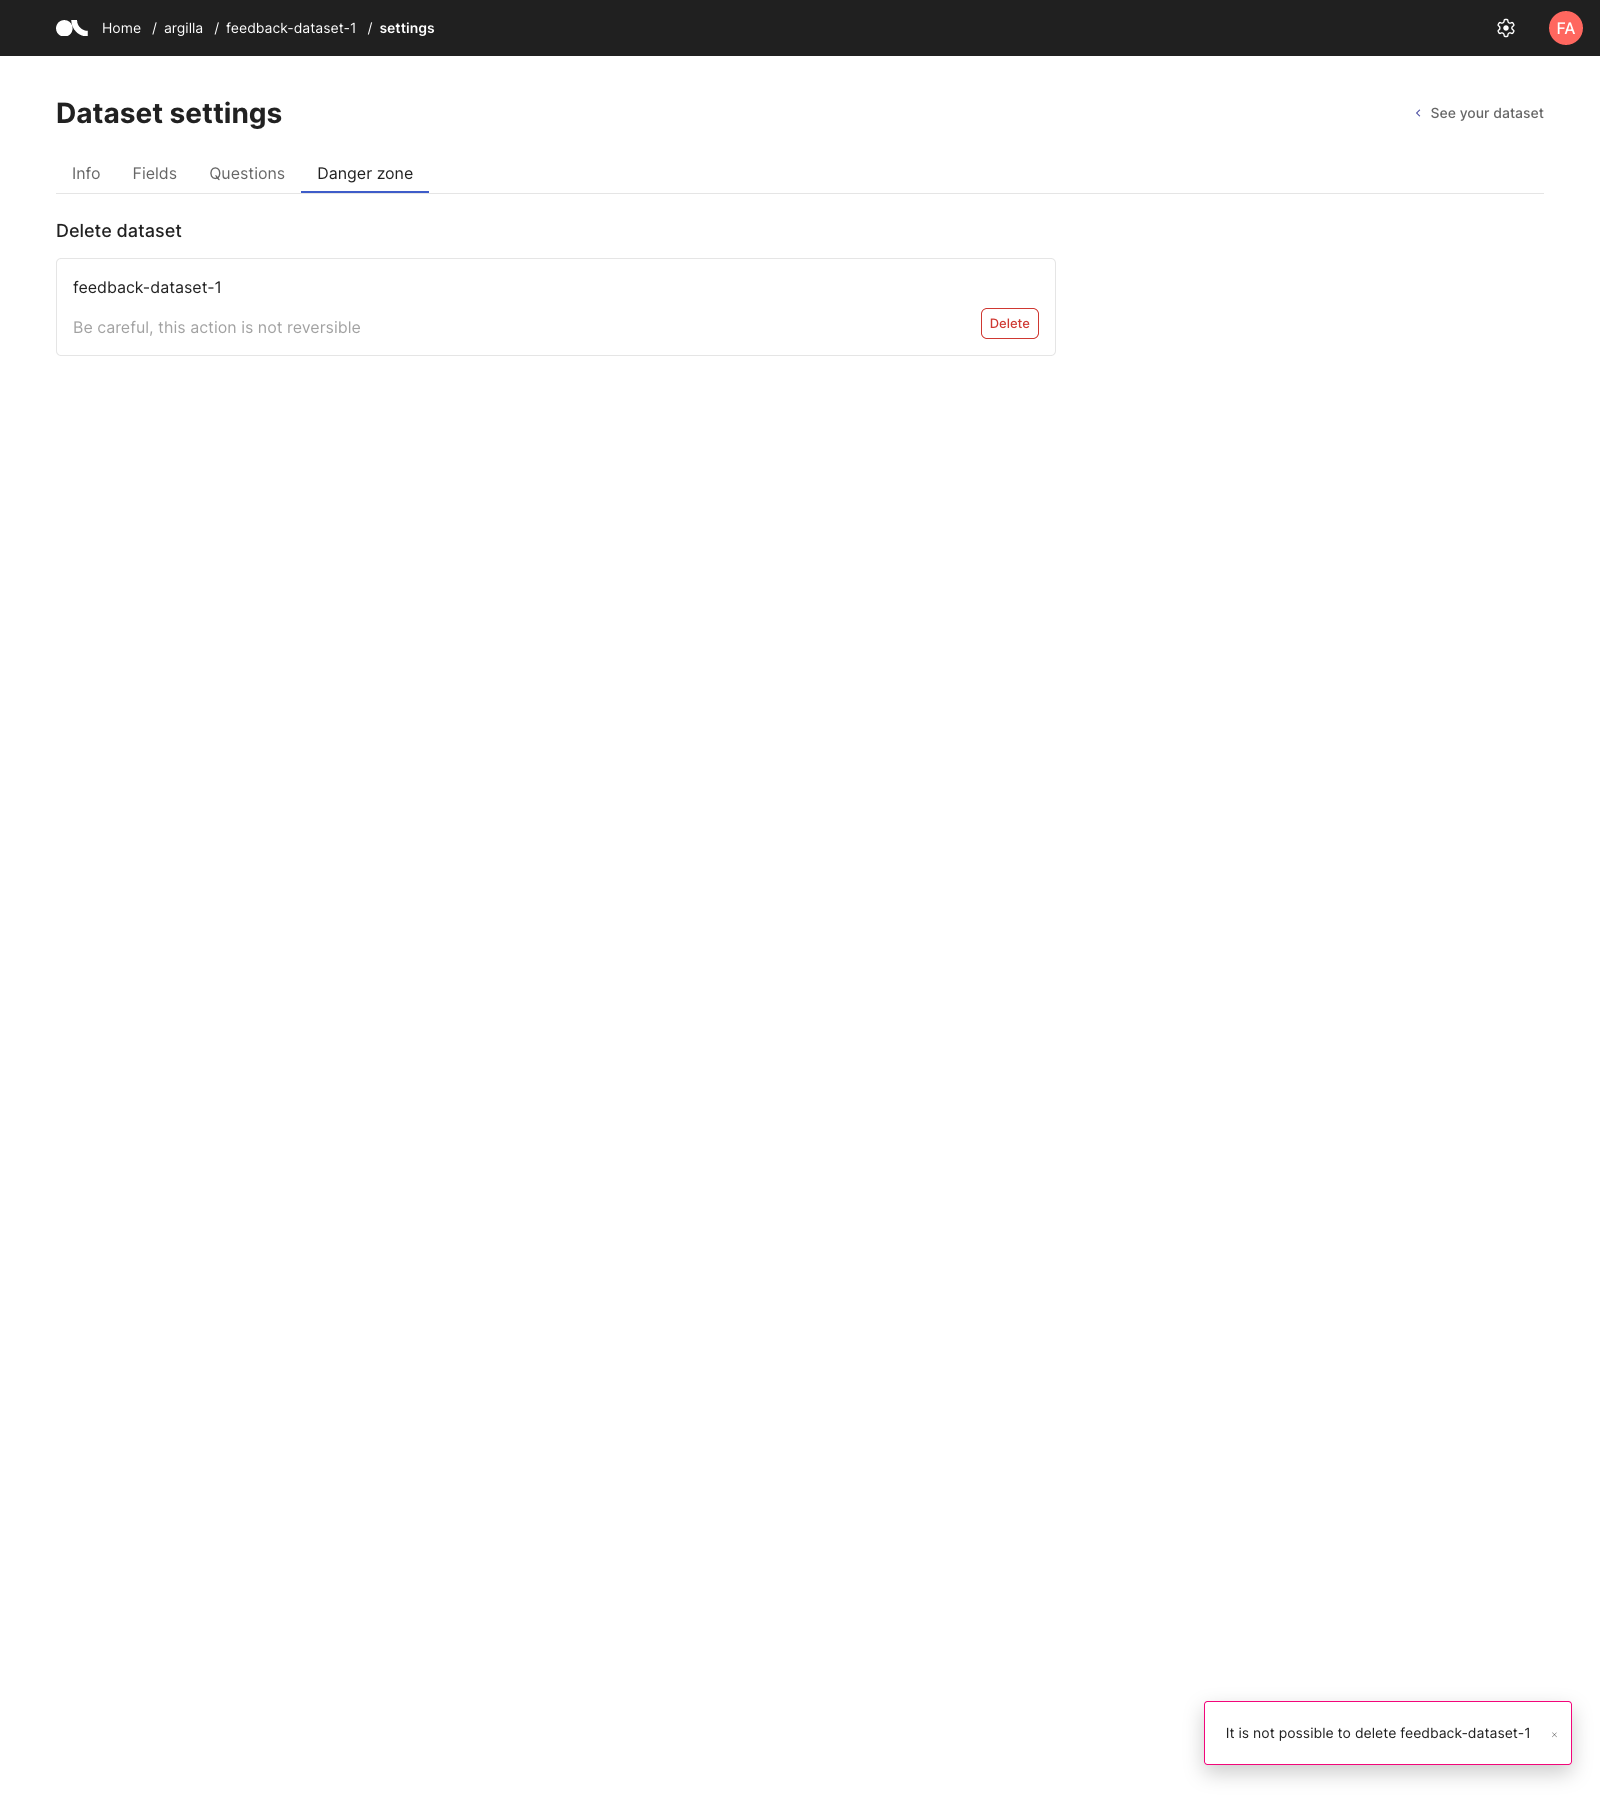 Home / argilla / feedback-dataset-1 / settings
FA
Dataset settings
See your dataset
Info Fields Questions Danger zone
Delete dataset
feedback-dataset-1
Be careful, this action is not reversible
Delete
It is not possible to delete feedback-dataset-1